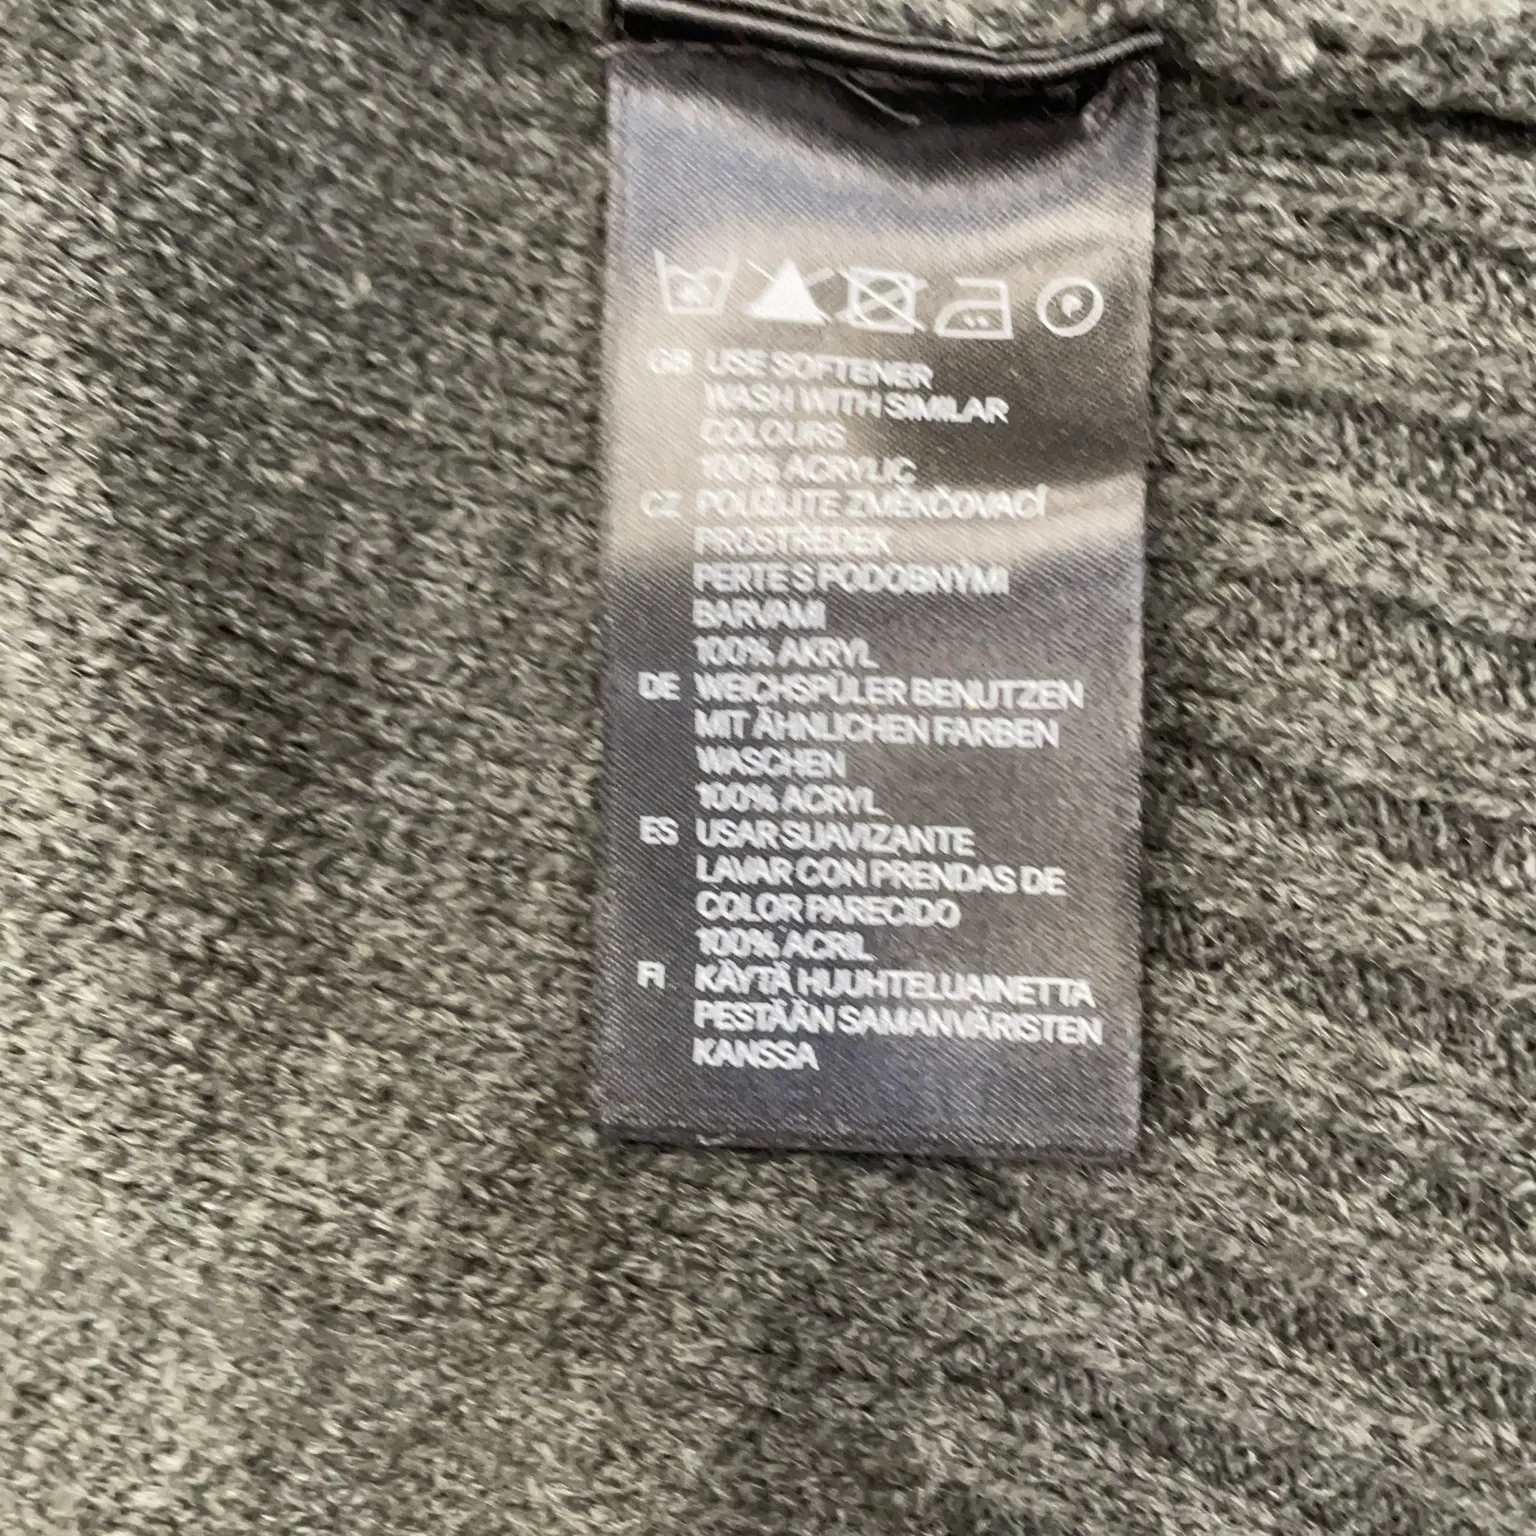 P
GB USE SOFTENER
WASH WITH SIMILAR
COLOURS
100% ACRYLIC
CZ POUŽIJTE ZMĚKČOVACÍ
PROSTŘEDEK
PERTE S PODOBNÝMI
BARVAMI
100% AKRYL
DE WEICHSPÜLER BENUTZEN
MIT ÄHNLICHEN FARBEN
WASCHEN
100% ACRYL
ES USAR SUAVIZANTE
LAVAR CON PRENDAS DE
COLOR PARECIDO
100% ACRIL
FI KÄYTÄ HUUHTELUAINETTA
PESTÄÄN SAMANVÄRISTEN
KANSSA